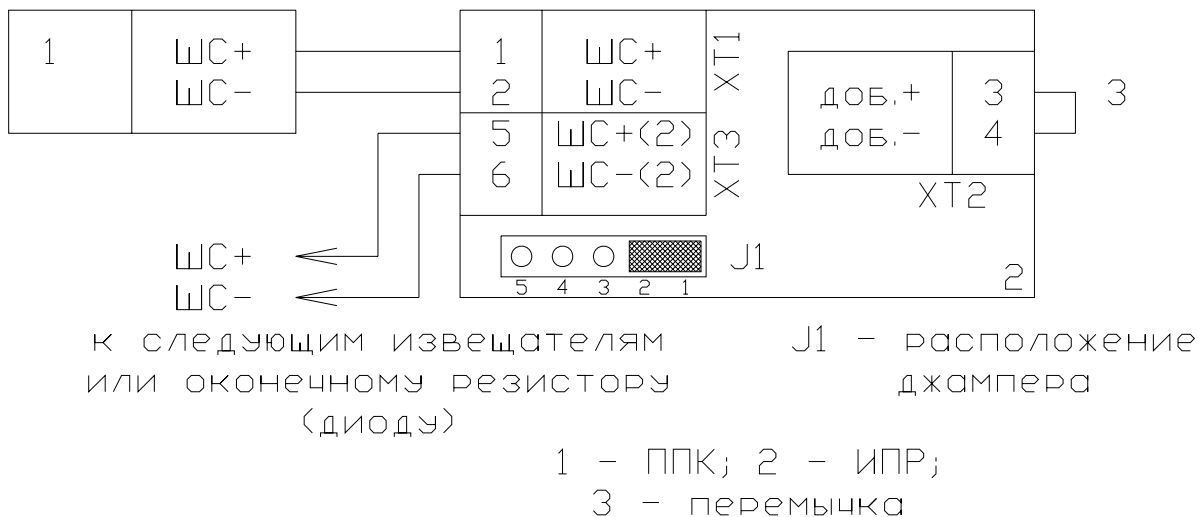 1
ШС+
ШС-
1
2
ШС+
ШС-
XT1
5
6
ШС+(2)
ШС-(2)
XT3
доб.+
доб.-
3
4
XT2
3
ШС+
ШС-
J1
5 4 3 2 1
2
к следующим извещателям
или оконечному резистору
(диоду)
J1 - расположение
джампера
1 - ППК; 2 - ИПР;
3 - перемычка